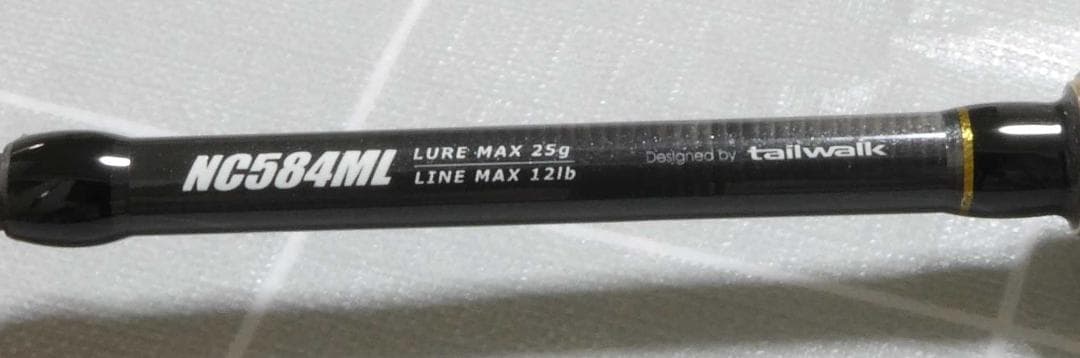 NC584ML
LURE MAX 25g
LINE MAX 12lb
Designed by tailwalk